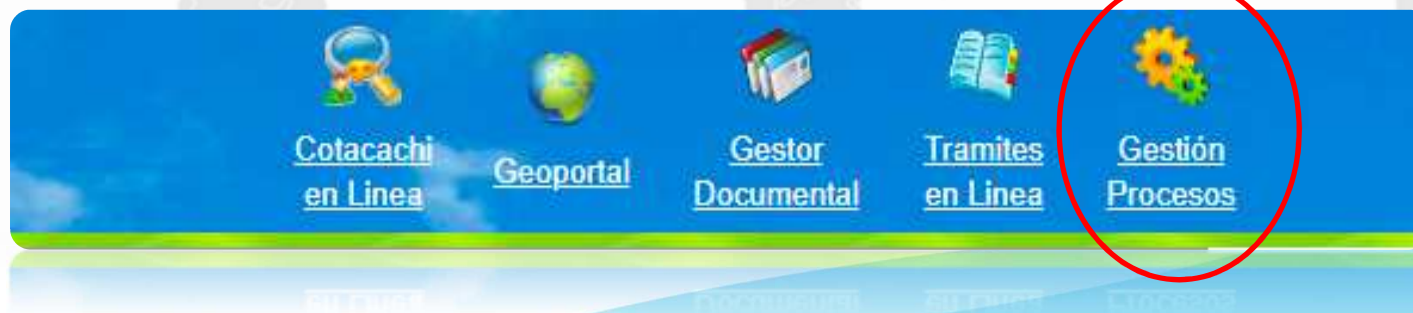 Cotacachi
en Linea
Geoportal
Gestor
Documental
Tramites
en Linea
Gestión
Procesos